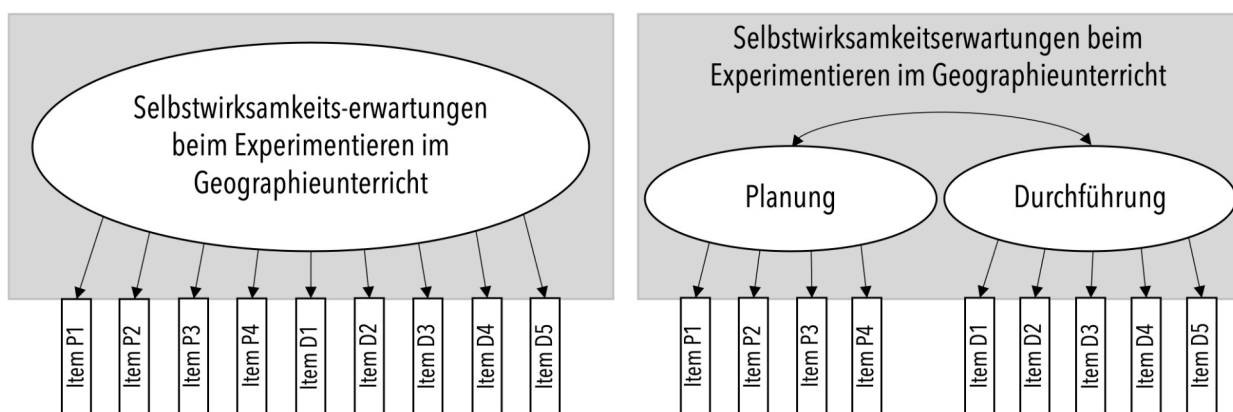 Selbstwirksamkeits-erwartungen
beim Experimentieren im
Geographieunterricht
Item P1
Item P2
Item P3
Item P4
Item D1
Item D2
Item D3
Item D4
Item D5
Selbstwirksamkeitserwartungen beim
Experimentieren im Geographieunterricht
Planung
Durchführung
Item P1
Item P2
Item P3
Item P4
Item D1
Item D2
Item D3
Item D4
Item D5